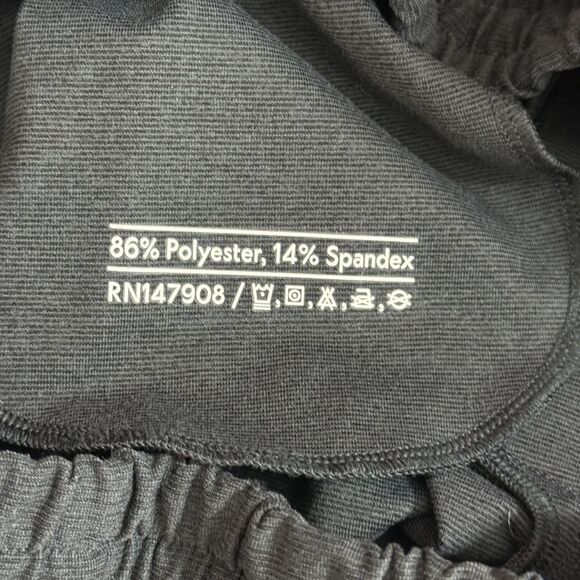 86% Polyester, 14% Spandex
RN147908 / , , , ,